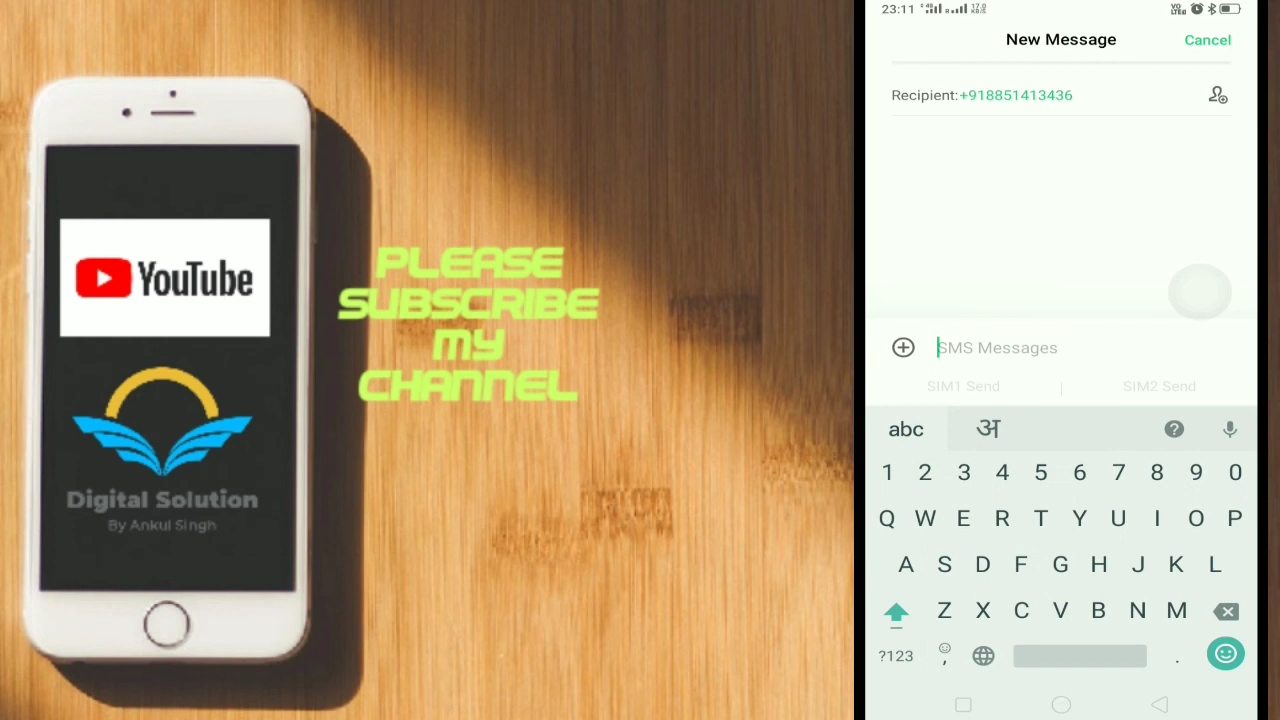 YouTube
Digital Solution
By Ankul Singh
PLEASE
SUBSCRIBE
MY
CHANNEL
23:11
New Message
Cancel
Recipient:+918851413436
SMS Messages
SIM1 Send
SIM2 Send
abc अ
1 2 3 4 5 6 7 8 9 0
Q W E R T Y U I O P
A S D F G H J K L
Z X C V B N M
?123 , .